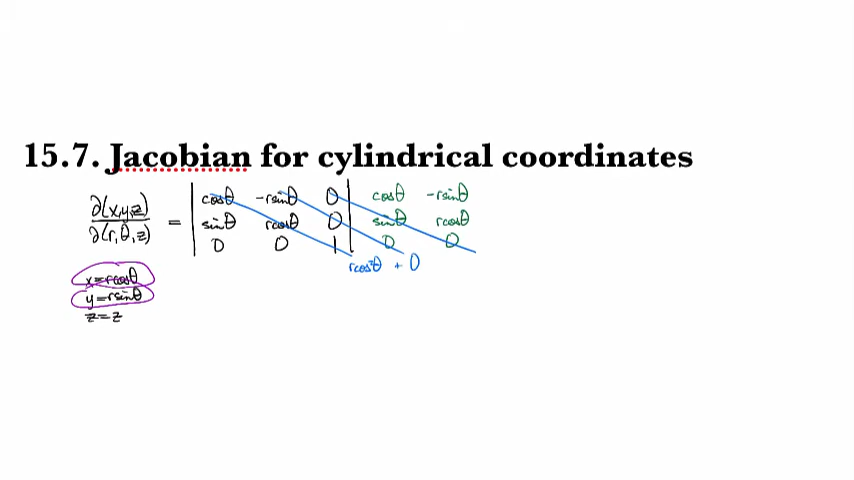 15.7. Jacobian for cylindrical coordinates
∂(x,y,z) / ∂(r,θ,z) = | cosθ -rsinθ 0 | cosθ -rsinθ
| sinθ rcosθ 0 | sinθ rcosθ
| 0 0 1 | 0 0
rcos²θ + 0
x=rcosθ
y=rsinθ
z=z